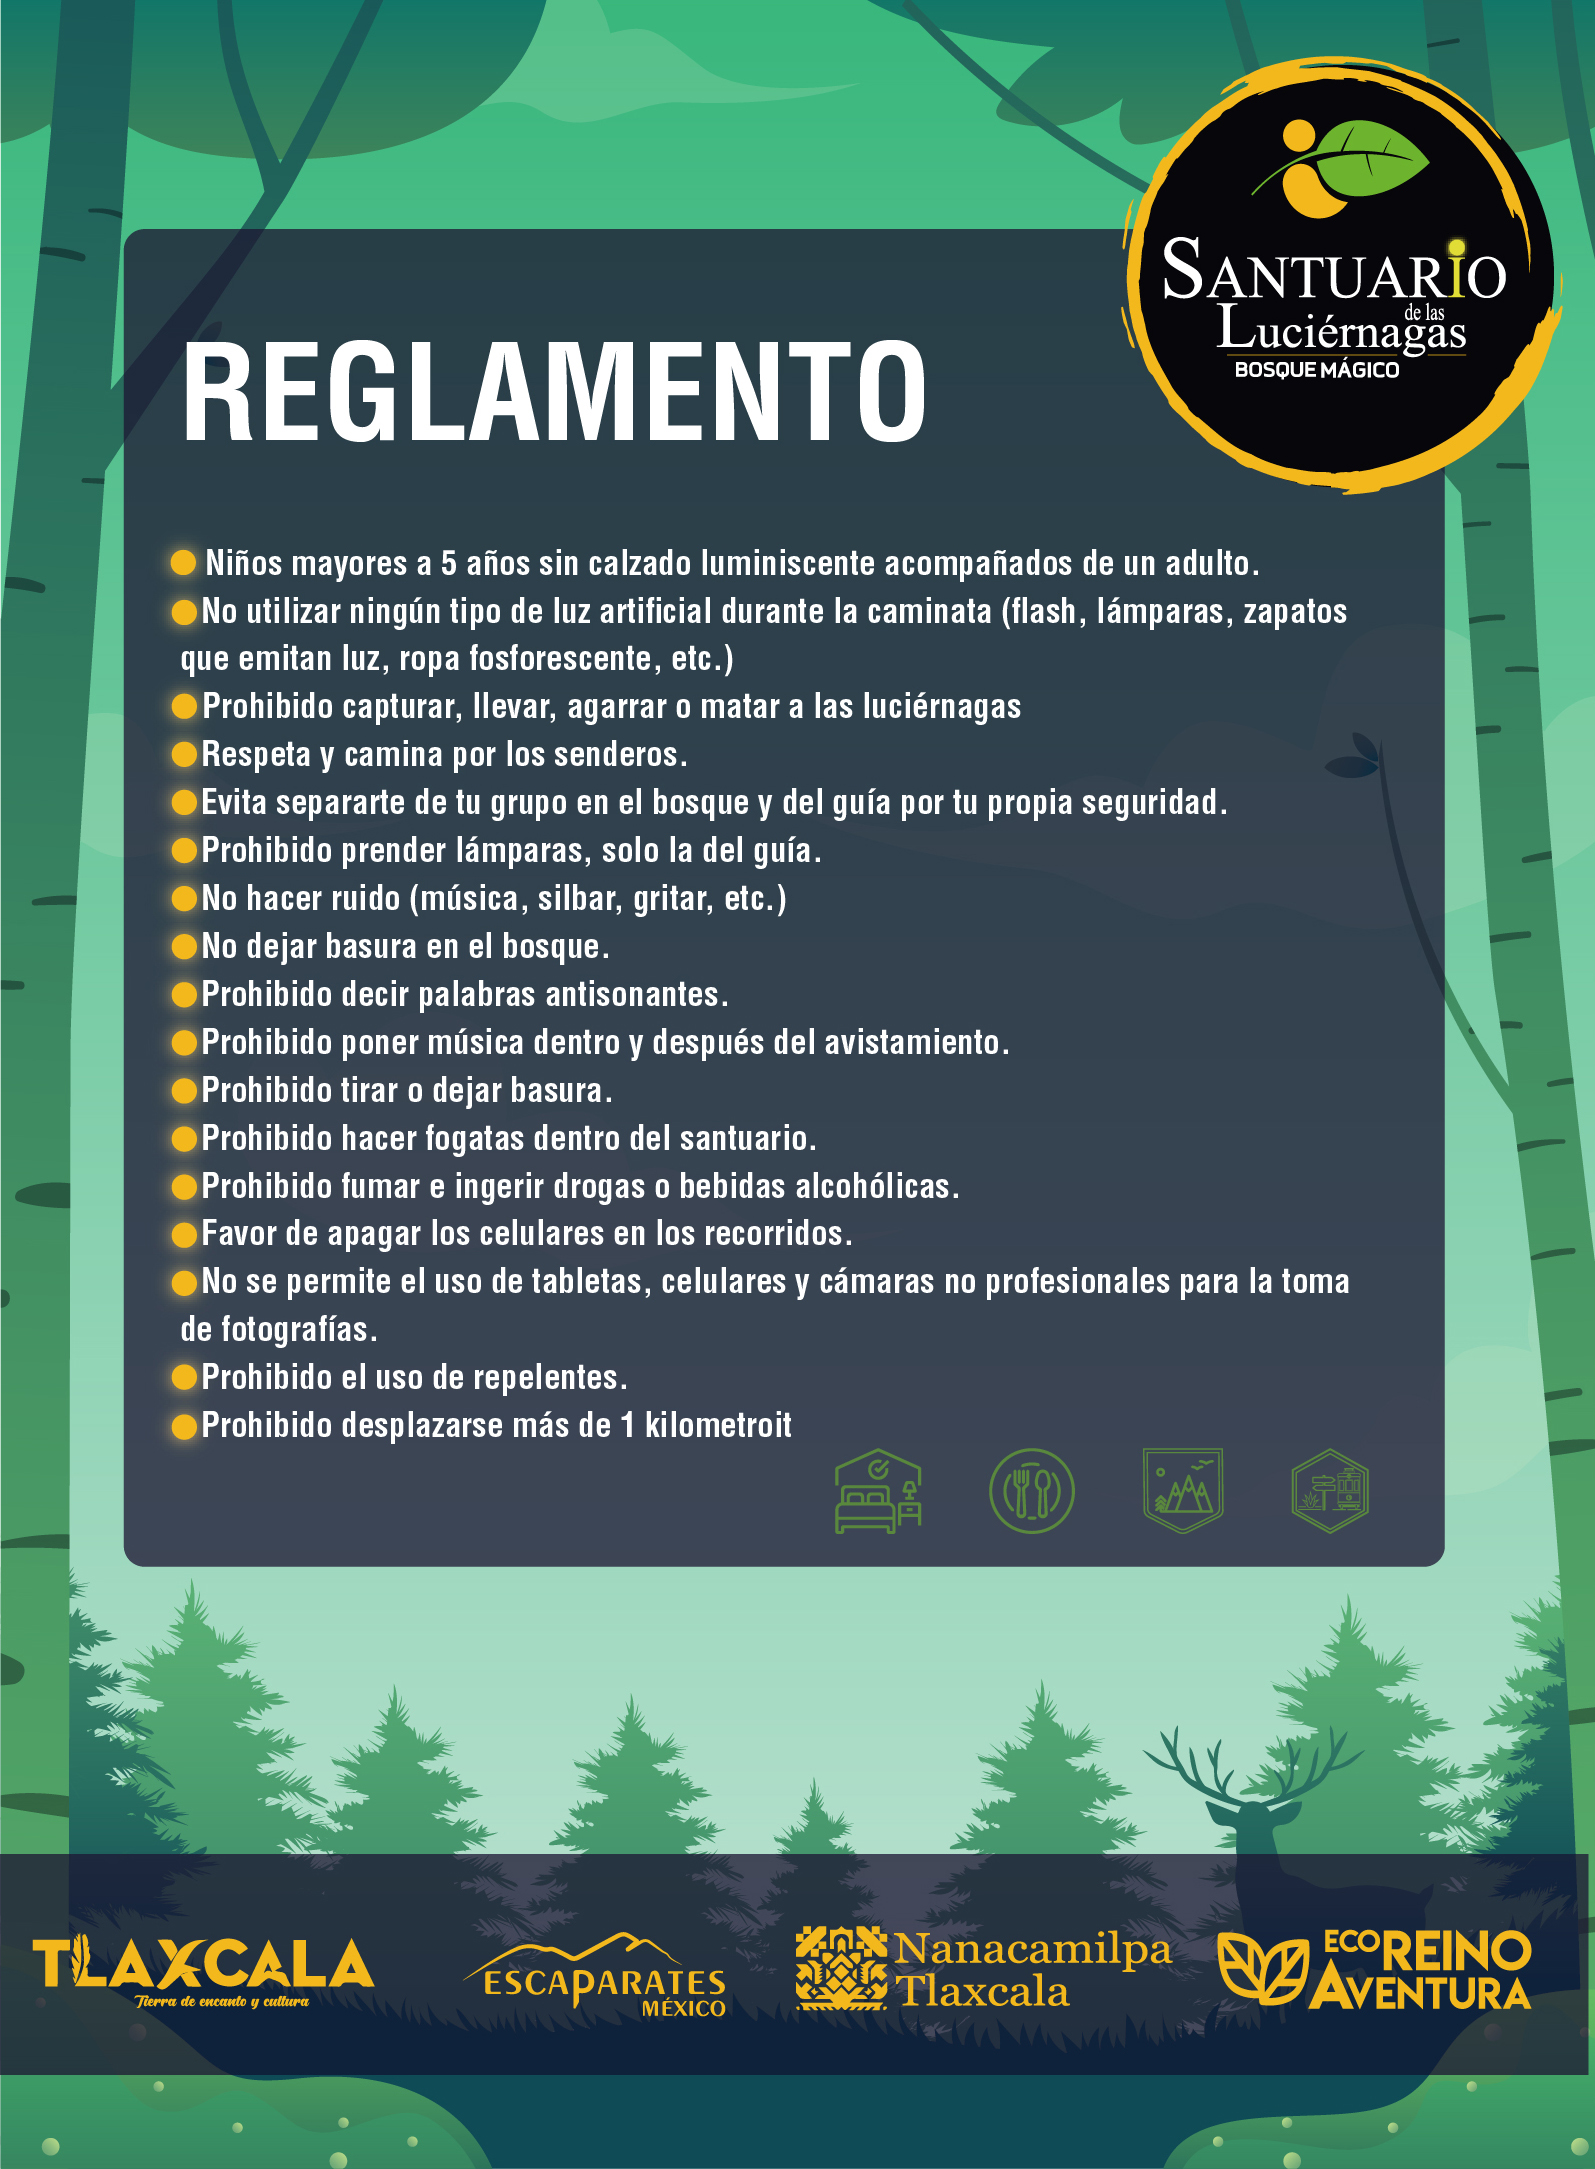 SANTUARiO
de las
Luciérnagas
BOSQUE MÁGICO
REGLAMENTO
Niños mayores a 5 años sin calzado luminiscente acompañados de un adulto.
No utilizar ningún tipo de luz artificial durante la caminata (flash, lámparas, zapatos
que emitan luz, ropa fosforescente, etc.)
Prohibido capturar, llevar, agarrar o matar a las luciérnagas
Respeta y camina por los senderos.
Evita separarte de tu grupo en el bosque y del guía por tu propia seguridad.
Prohibido prender lámparas, solo la del guía.
No hacer ruido (música, silbar, gritar, etc.)
No dejar basura en el bosque.
Prohibido decir palabras antisonantes.
Prohibido poner música dentro y después del avistamiento.
Prohibido tirar o dejar basura.
Prohibido hacer fogatas dentro del santuario.
Prohibido fumar e ingerir drogas o bebidas alcohólicas.
Favor de apagar los celulares en los recorridos.
No se permite el uso de tabletas, celulares y cámaras no profesionales para la toma
de fotografías.
Prohibido el uso de repelentes.
Prohibido desplazarse más de 1 kilometroit
TLAXCALA
Tierra de encanto y cultura
ESCAPARATES
MÉXICO
Nanacamilpa
Tlaxcala
ECO REINO
AVENTURA